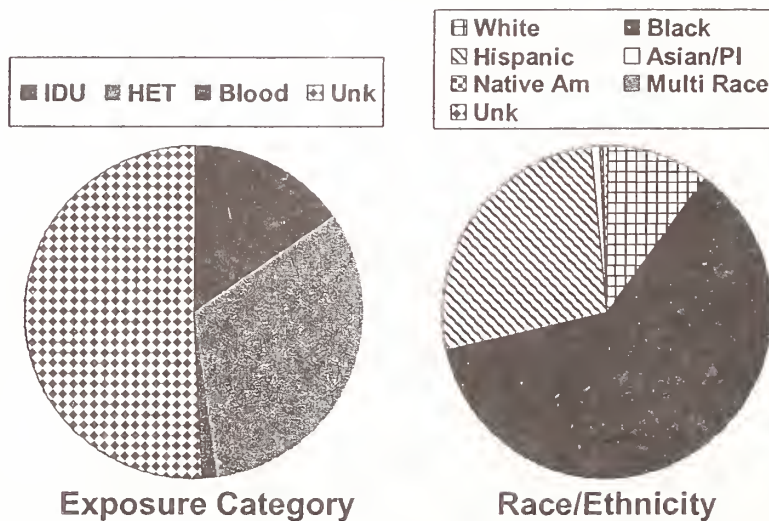 IDU HET Blood Unk
White Black
Hispanic Asian/PI
Native Am Multi Race
Unk
Exposure Category
Race/Ethnicity